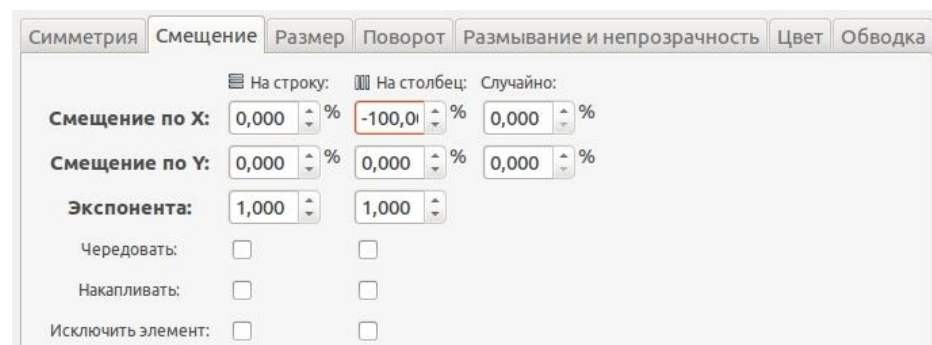 Симметрия Смещение Размер Поворот Размывание и непрозрачность Цвет Обводка
На строку: На столбец: Случайно:
Смещение по X: 0,000 % -100,0 % 0,000 %
Смещение по Y: 0,000 % 0,000 % 0,000 %
Экспонента: 1,000 1,000
Чередовать:
Накапливать:
Исключить элемент: